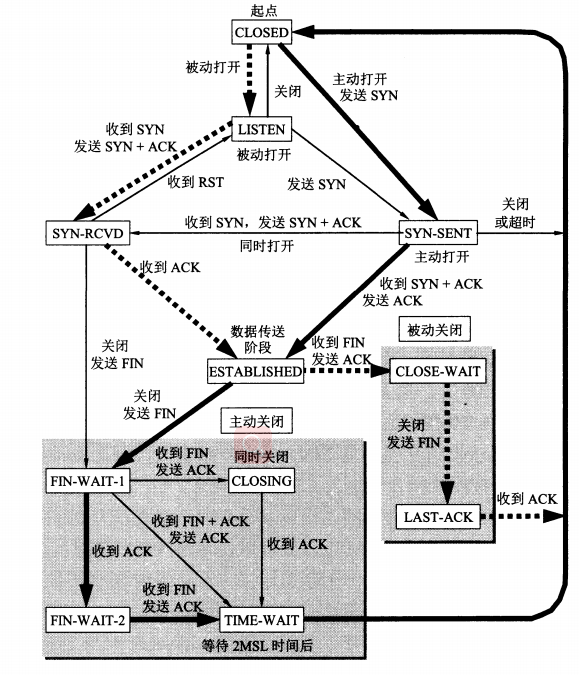 起点
CLOSED
被动打开
关闭
主动打开
发送 SYN
收到 SYN
发送 SYN + ACK
LISTEN
被动打开
收到 RST
发送 SYN
SYN-RCVD
收到 SYN，发送 SYN + ACK
同时打开
SYN-SENT
主动打开
关闭
或超时
收到 ACK
收到 SYN + ACK
发送 ACK
数据传送
阶段
ESTABLISHED
收到 FIN
发送 ACK
被动关闭
CLOSE-WAIT
关闭
发送 FIN
关闭
发送 FIN
主动关闭
关闭
发送 FIN
LAST-ACK
收到 ACK
FIN-WAIT-1
收到 FIN
发送 ACK
同时关闭
CLOSING
收到 FIN + ACK
发送 ACK
收到 ACK
收到 ACK
FIN-WAIT-2
收到 FIN
发送 ACK
TIME-WAIT
等待 2MSL 时间后